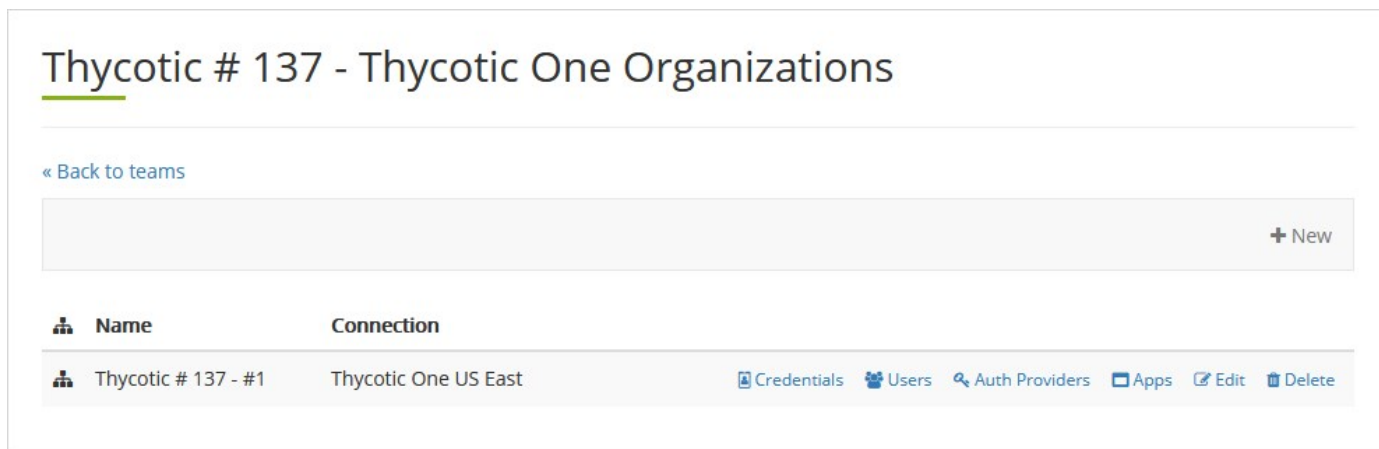 Thycotic # 137 - Thycotic One Organizations
« Back to teams
+ New
Name Connection
Thycotic # 137 - #1 Thycotic One US East Credentials Users Auth Providers Apps Edit Delete